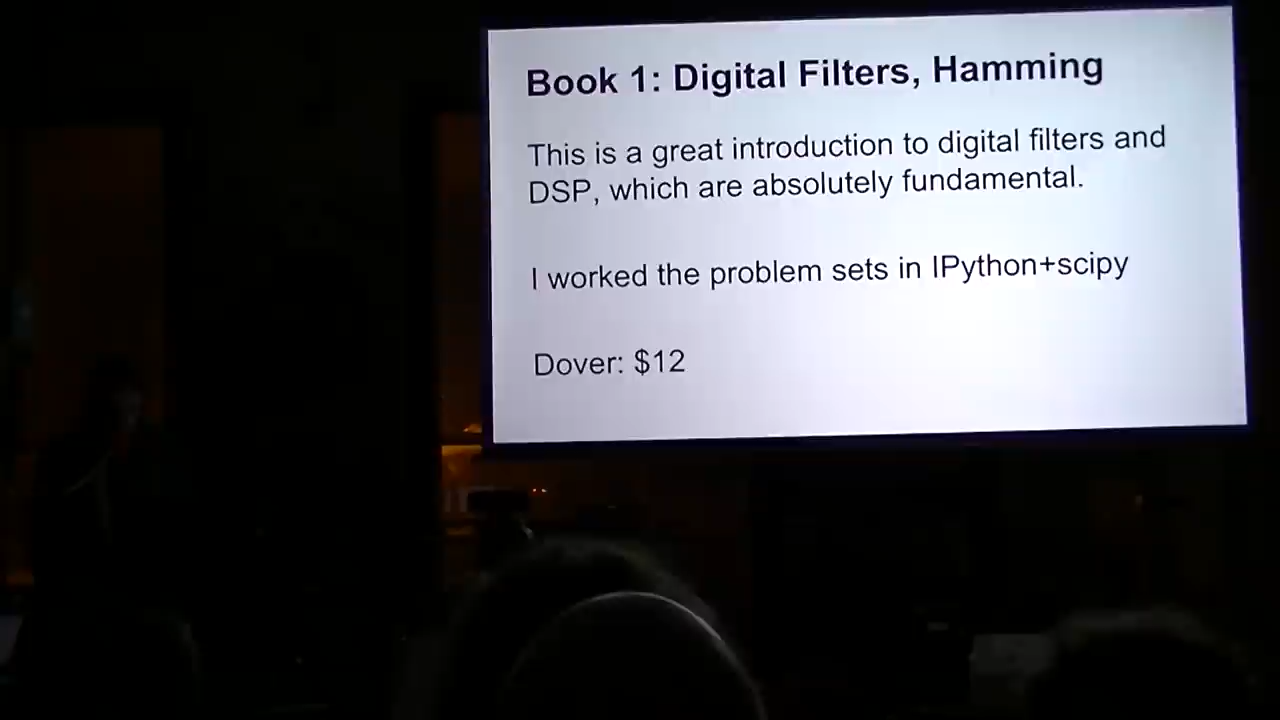 Book 1: Digital Filters, Hamming
This is a great introduction to digital filters and
DSP, which are absolutely fundamental.
I worked the problem sets in IPython+scipy
Dover: $12